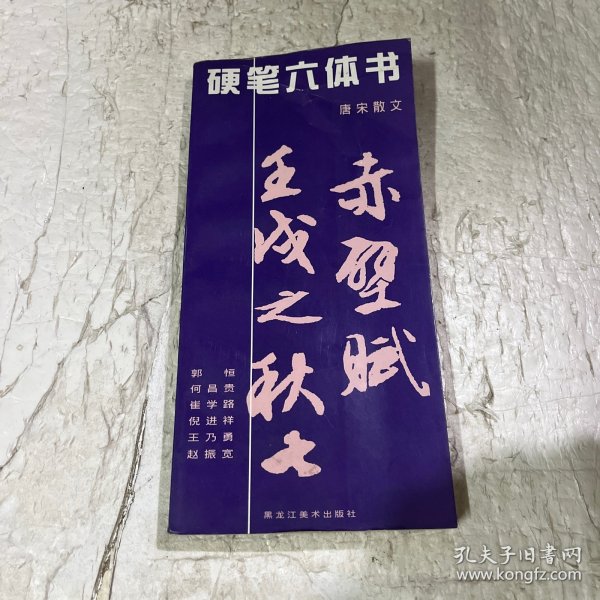 硬笔六体书
唐宋散文
赤壁赋
壬戌之秋七
郭恒
何昌贵
崔学路
倪进祥
王乃勇
赵振宽
黑龙江美术出版社
孔夫子旧书网
www.kongfz.com